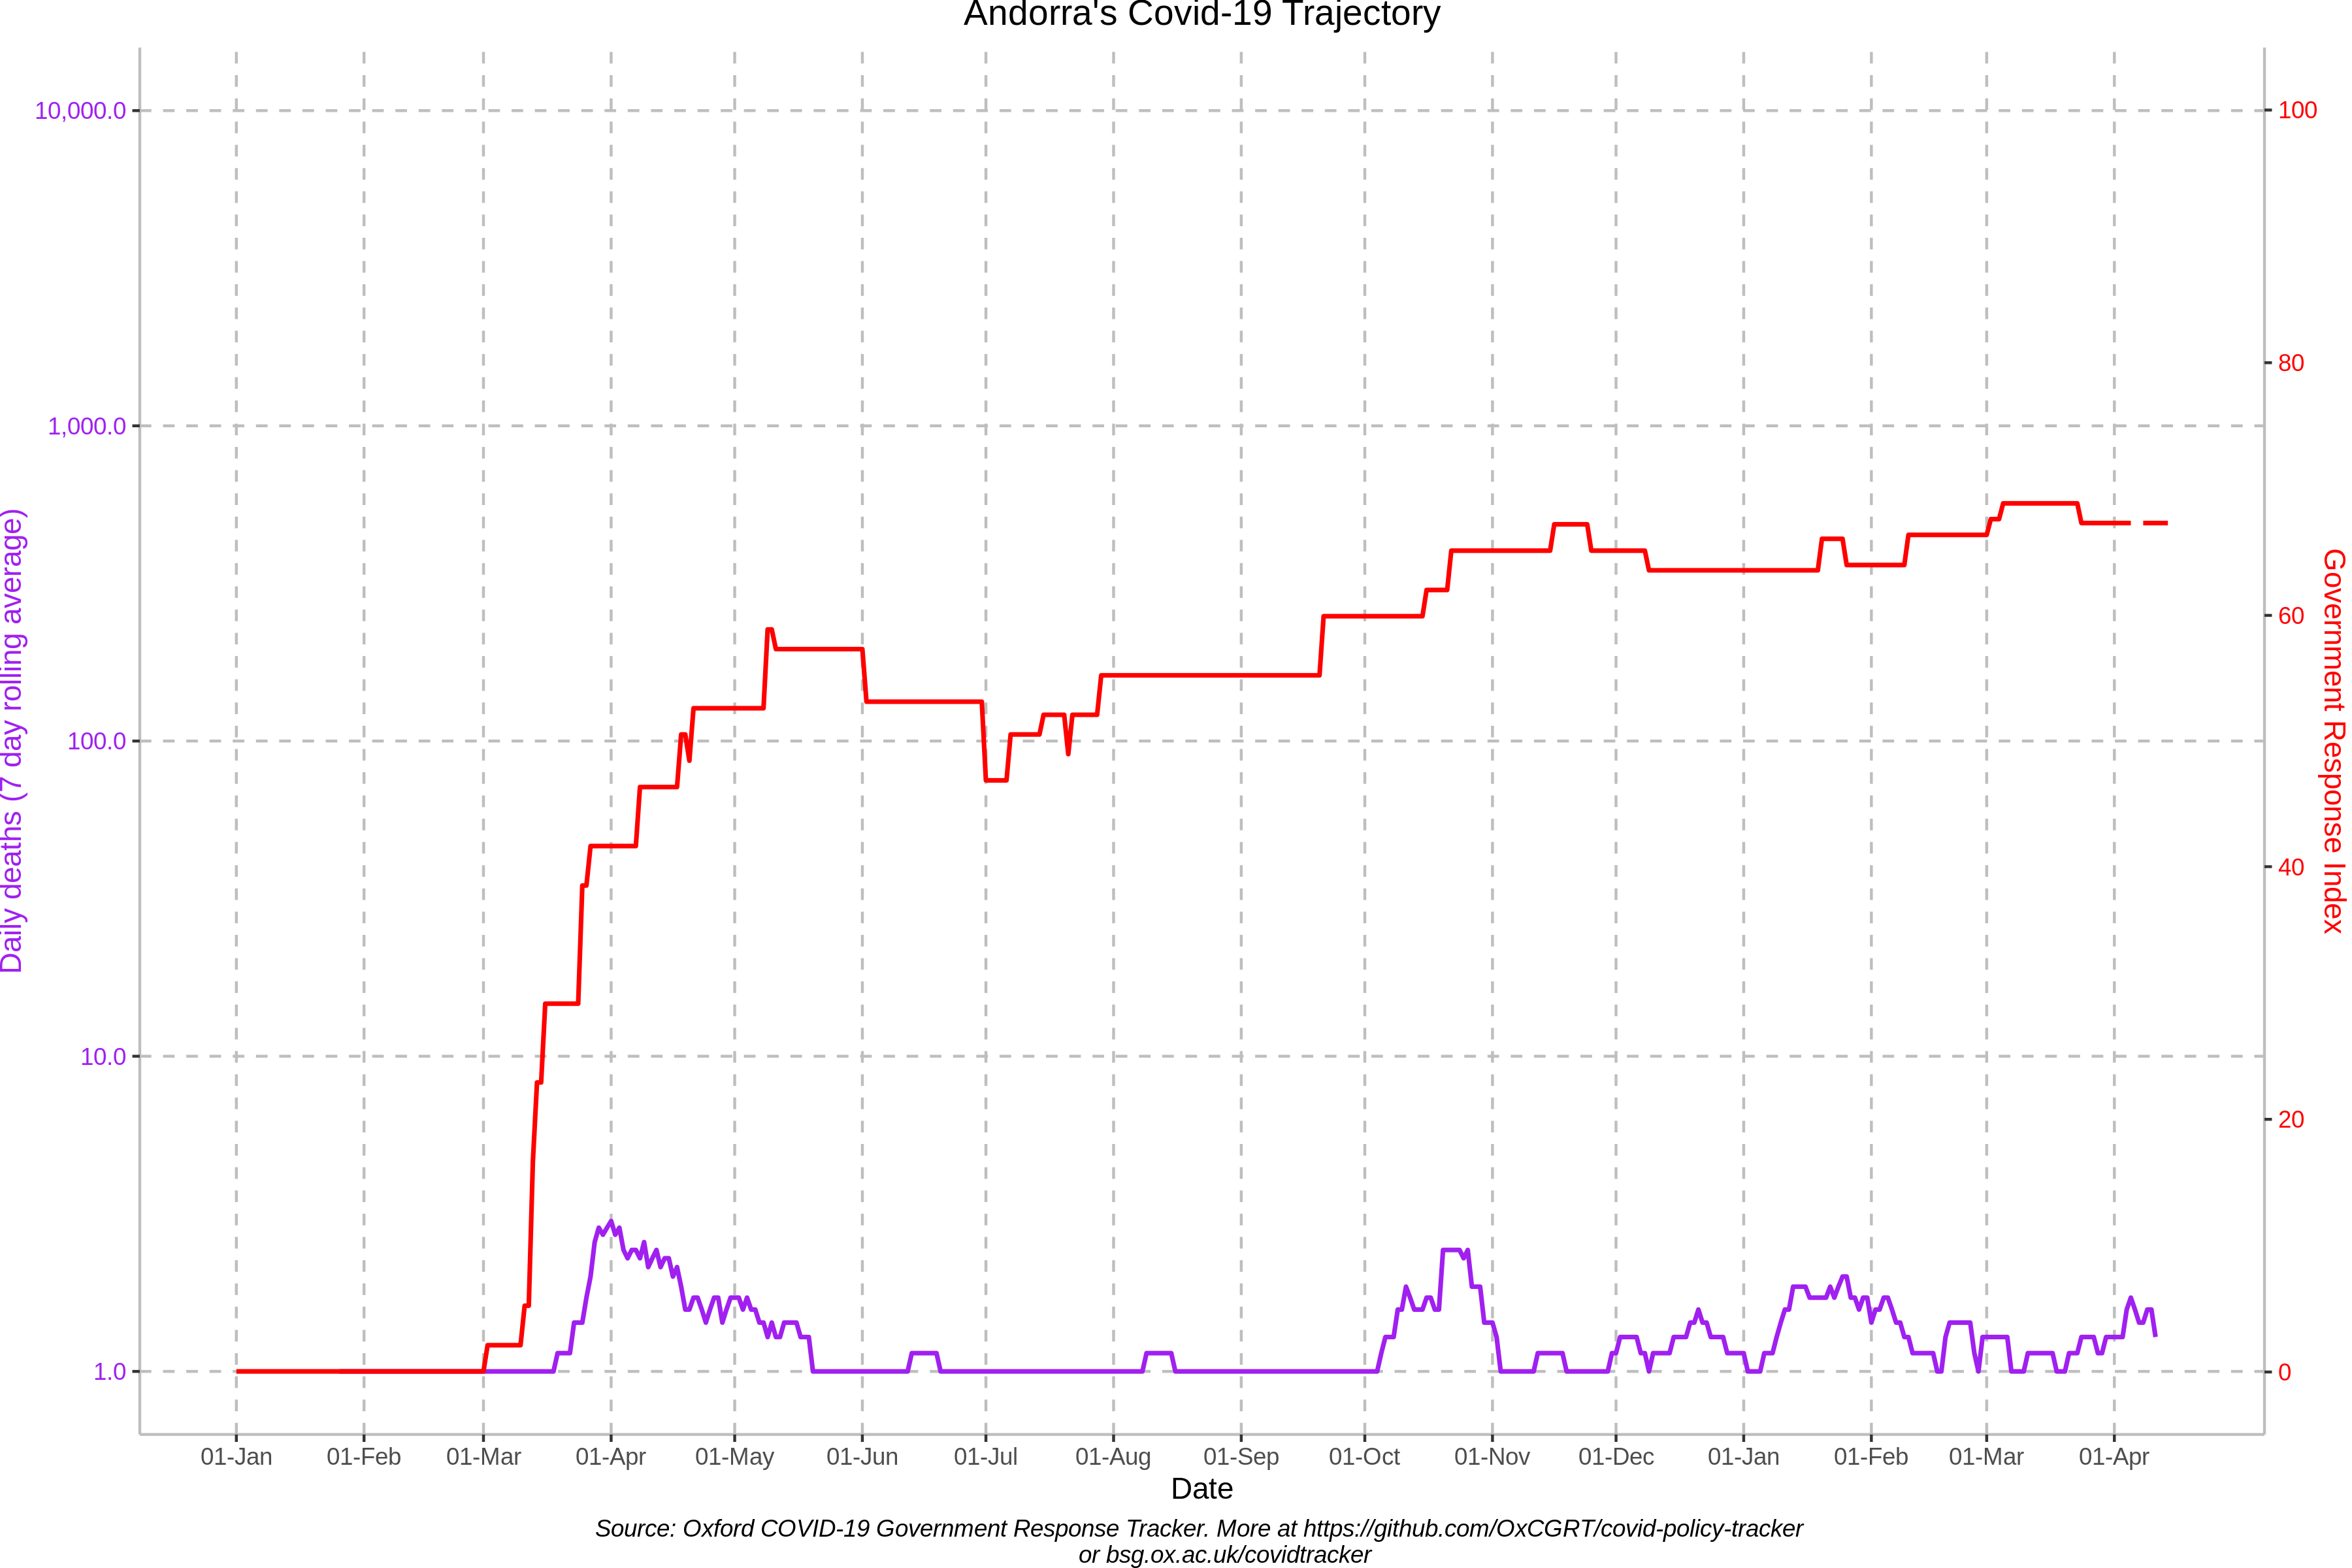 Andorra's Covid-19 Trajectory
10,000.0
1,000.0
100.0
10.0
1.0
Daily deaths (7 day rolling average)
100
80
60
40
20
0
Government Response Index
01-Jan 01-Feb 01-Mar 01-Apr 01-May 01-Jun 01-Jul 01-Aug 01-Sep 01-Oct 01-Nov 01-Dec 01-Jan 01-Feb 01-Mar 01-Apr
Date
Source: Oxford COVID-19 Government Response Tracker. More at https://github.com/OxCGRT/covid-policy-tracker
or bsg.ox.ac.uk/covidtracker